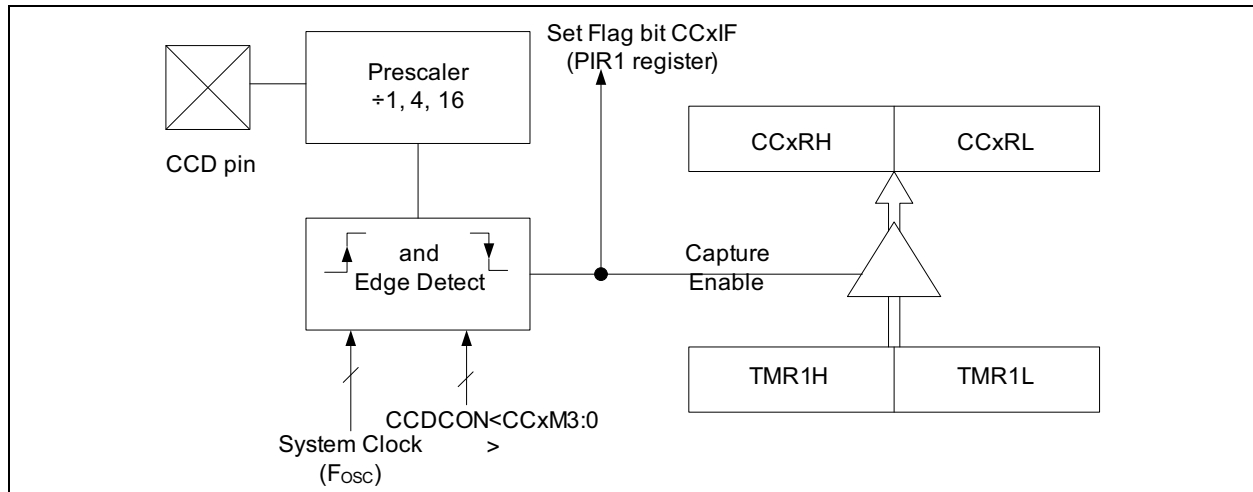 Set Flag bit CCxIF
(PIR1 register)
Prescaler
÷1, 4, 16
CCD pin
CCxRH
CCxRL
and
Edge Detect
Capture
Enable
TMR1H
TMR1L
CCDCON<CCxM3:0
>
System Clock
(FOSC)